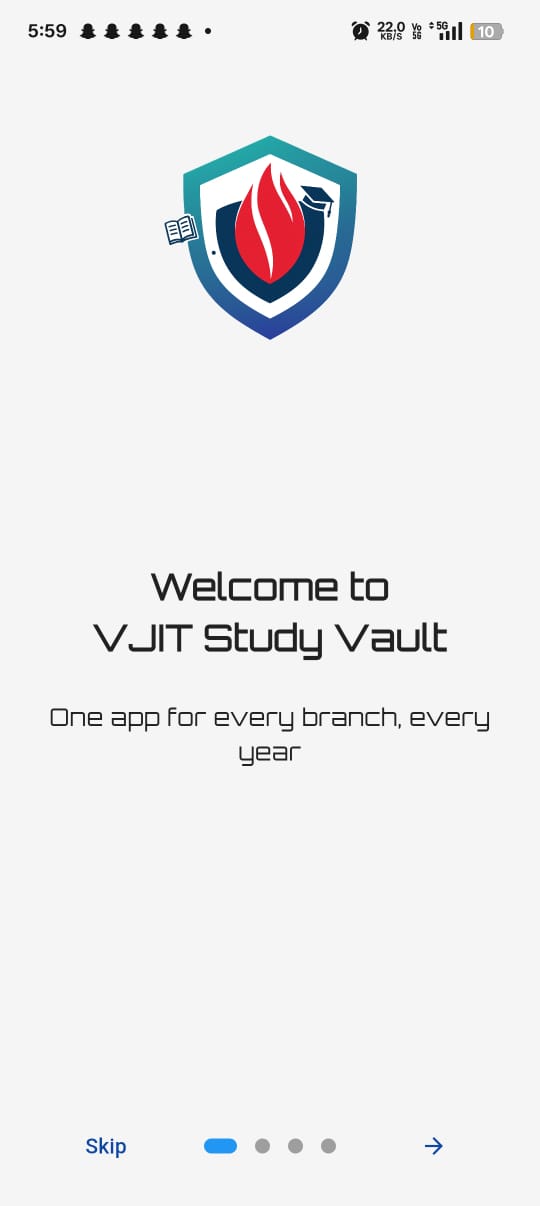 5:59
22.0
KB/S
Vo
5G
5G
10
Welcome to
VJIT Study Vault
One app for every branch, every
year
Skip